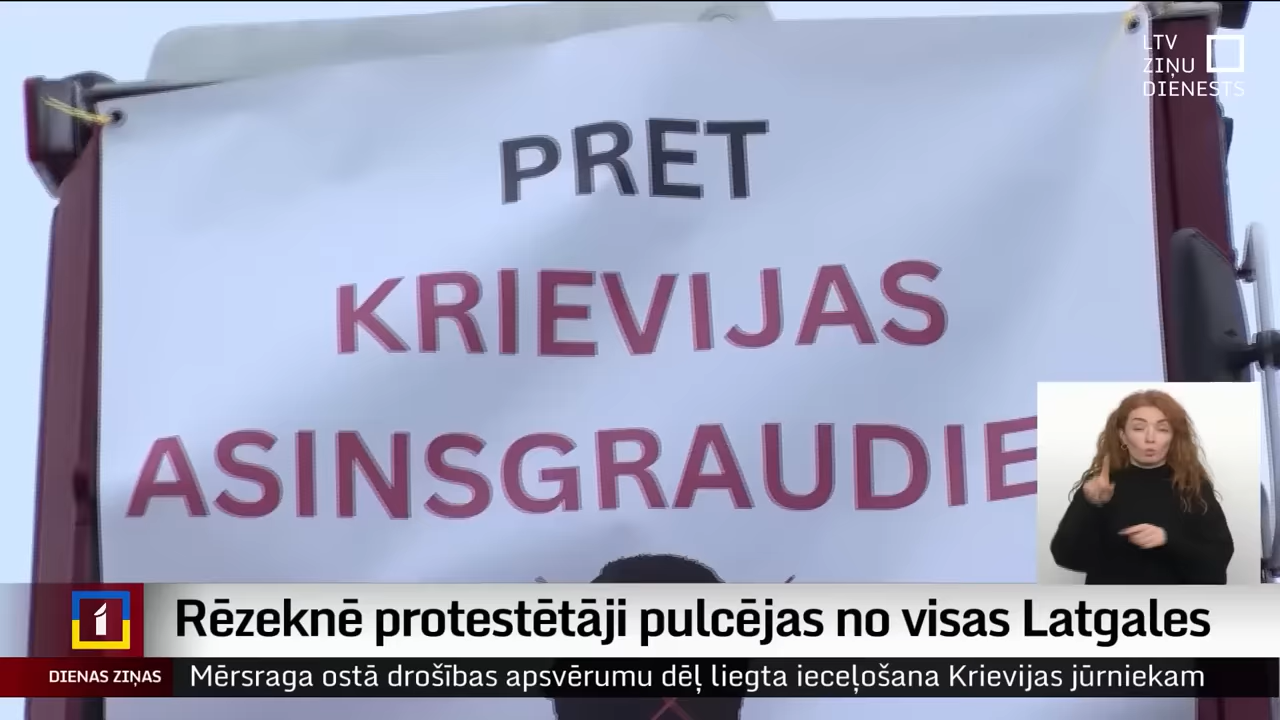 LTV
ZIŅU
DIENESTS
PRET
KRIEVIJAS
ASINSGRAUDIE
1
Rēzeknē protestētāji pulcējas no visas Latgales
DIENAS ZIŅAS
Mērsraga ostā drošības apsvērumu dēļ liegta ieceļošana Krievijas jūrniekam